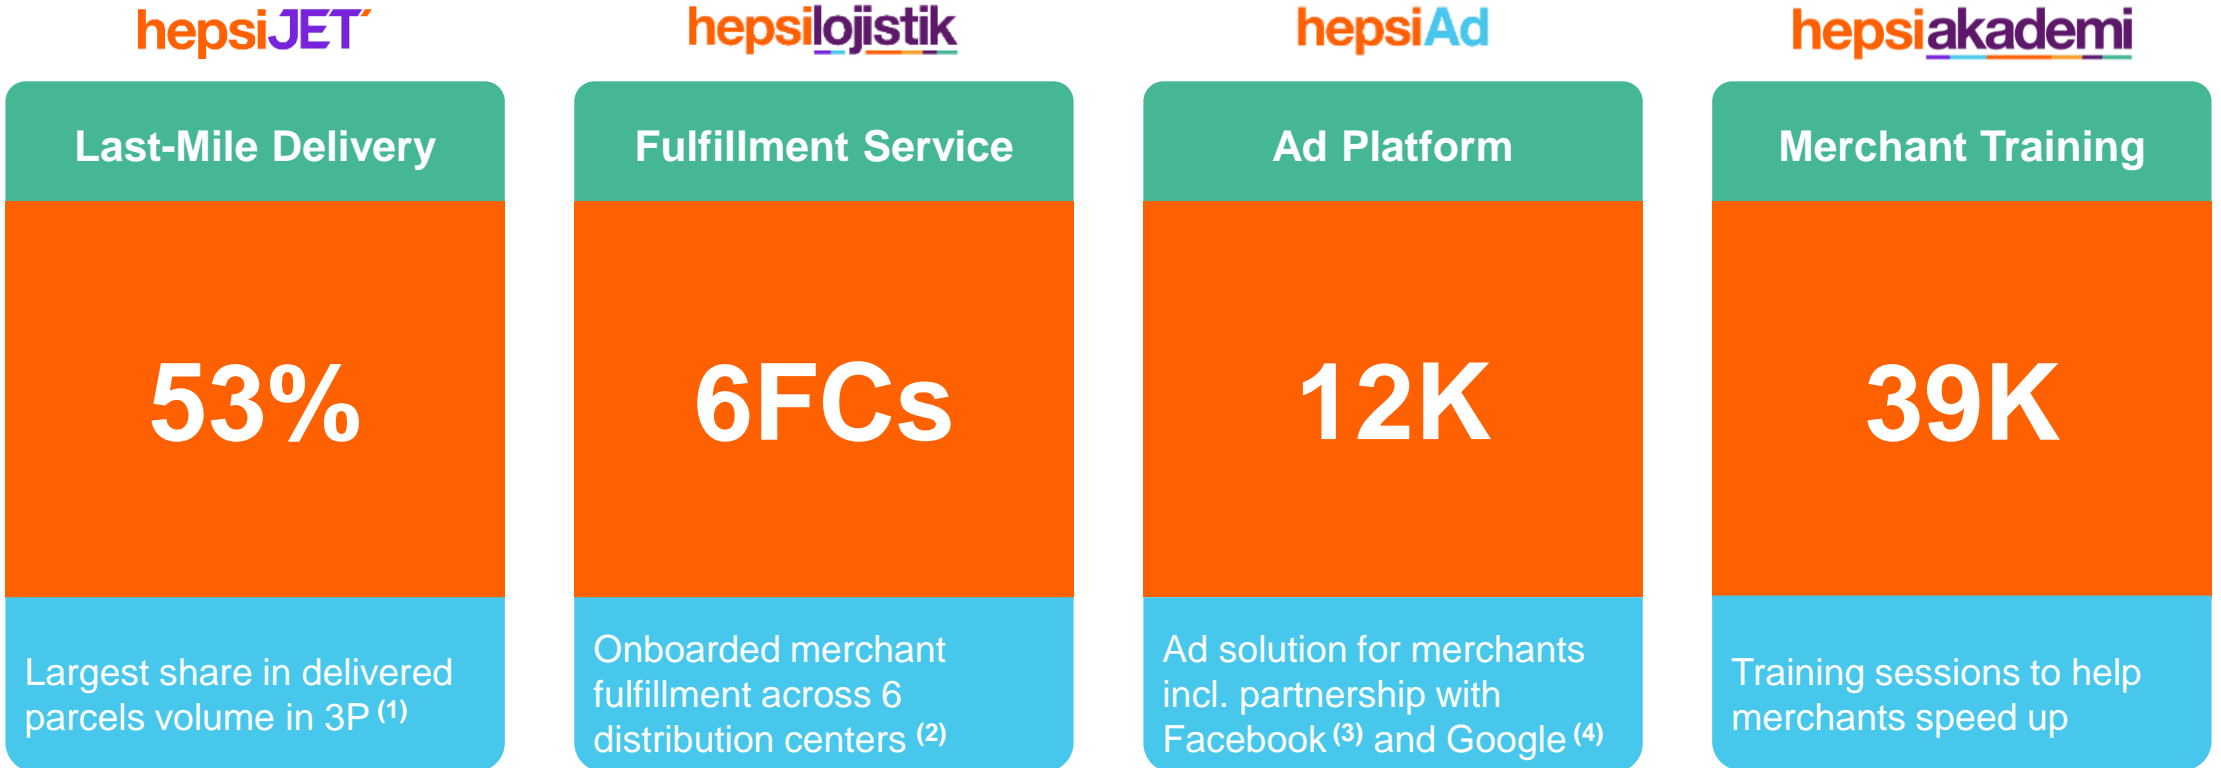 hepsiJET
Last-Mile Delivery
53%
Largest share in delivered
parcels volume in 3P (1)
hepsilojistik
Fulfillment Service
6FCs
Onboarded merchant
fulfillment across 6
distribution centers (2)
hepsiAd
Ad Platform
12K
Ad solution for merchants
incl. partnership with
Facebook (3) and Google (4)
hepsiakademi
Merchant Training
39K
Training sessions to help
merchants speed up